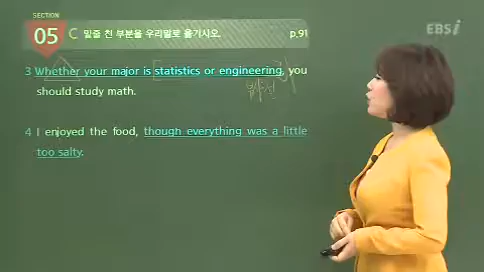 SECTION
05 C 밑줄 친 부분을 우리말로 옮기시오. p.91
EBSi
3 Whether your major is statistics or engineering, you
should study math.
4 I enjoyed the food, though everything was a little
too salty.